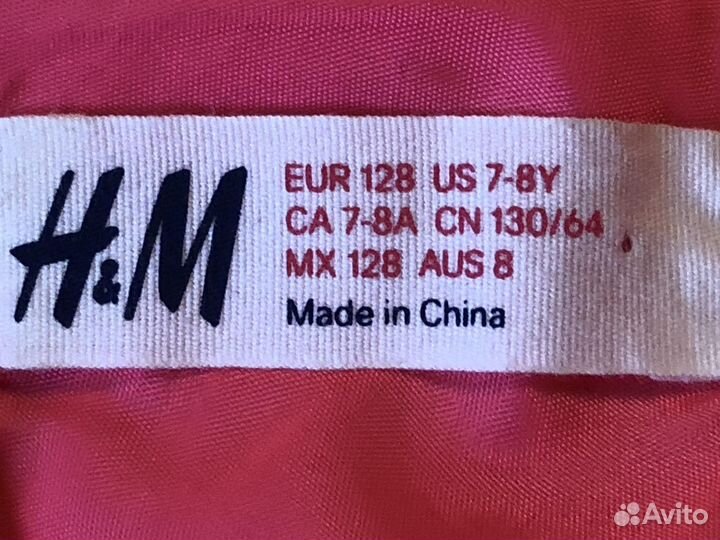 H&M
EUR 128 US 7-8Y
CA 7-8A CN 130/64
MX 128 AUS 8
Made in China
Avito